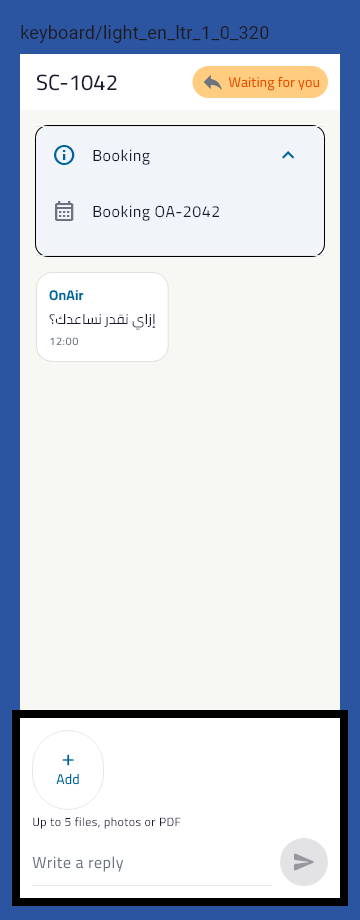 keyboard/light_en_ltr_1_0_320
SC-1042
Waiting for you
Booking
Booking OA-2042
OnAir
إزاي نقدر نساعدك؟
12:00
+
Add
Up to 5 files, photos or PDF
Write a reply